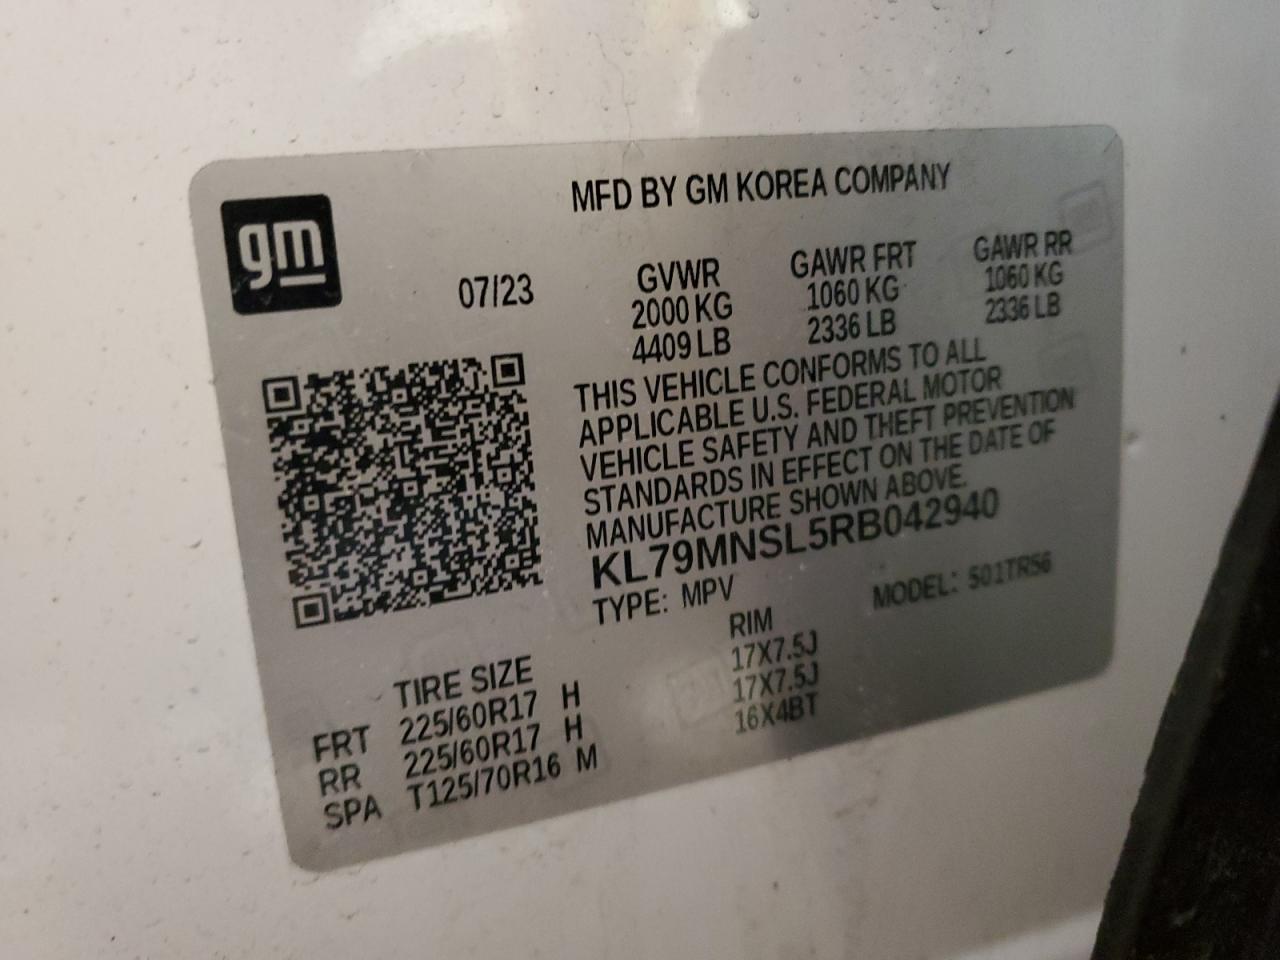 gm
MFD BY GM KOREA COMPANY
07/23
GVWR GAWR FRT GAWR RR
2000 KG 1060 KG 1060 KG
4409 LB 2336 LB 2336 LB
THIS VEHICLE CONFORMS TO ALL
APPLICABLE U.S. FEDERAL MOTOR
VEHICLE SAFETY AND THEFT PREVENTION
STANDARDS IN EFFECT ON THE DATE OF
MANUFACTURE SHOWN ABOVE.
KL79MNSL5RB042940
TYPE: MPV MODEL: 501TR56
TIRE SIZE RIM
FRT 225/60R17 H 17X7.5J
RR 225/60R17 H 17X7.5J
SPA T125/70R16 M 16X4BT